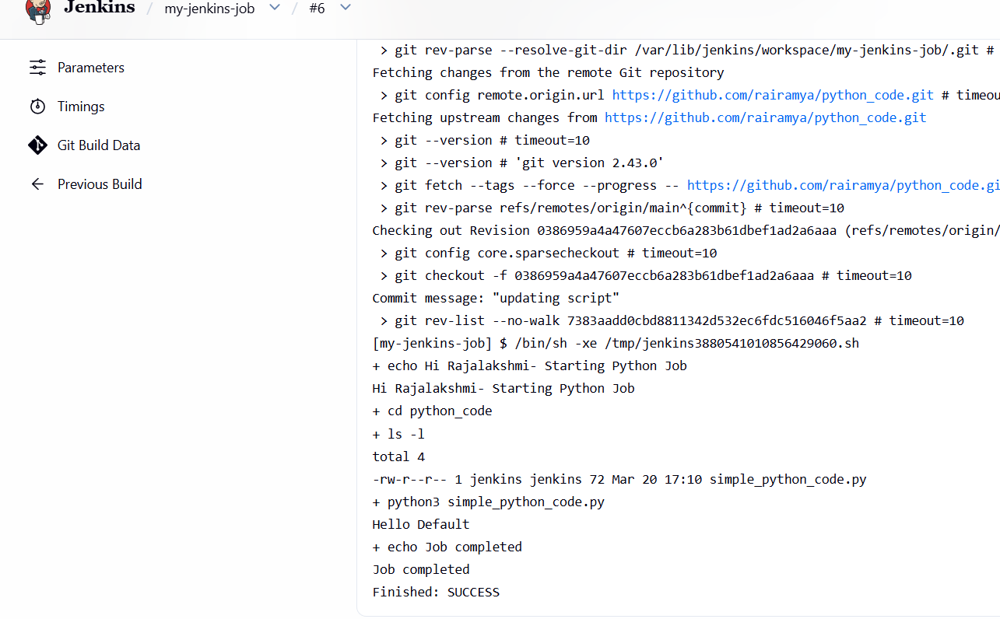 Jenkins / my-jenkins-job / #6
Parameters
Timings
Git Build Data
Previous Build
> git rev-parse --resolve-git-dir /var/lib/jenkins/workspace/my-jenkins-job/.git #
Fetching changes from the remote Git repository
> git config remote.origin.url https://github.com/rairamya/python_code.git # timeou
Fetching upstream changes from https://github.com/rairamya/python_code.git
> git --version # timeout=10
> git --version # 'git version 2.43.0'
> git fetch --tags --force --progress -- https://github.com/rairamya/python_code.gi
> git rev-parse refs/remotes/origin/main^{commit} # timeout=10
Checking out Revision 0386959a4a47607eccb6a283b61dbef1ad2a6aaa (refs/remotes/origin/
> git config core.sparsecheckout # timeout=10
> git checkout -f 0386959a4a47607eccb6a283b61dbef1ad2a6aaa # timeout=10
Commit message: "updating script"
> git rev-list --no-walk 7383aadd0cbd8811342d532ec6fdc516046f5aa2 # timeout=10
[my-jenkins-job] $ /bin/sh -xe /tmp/jenkins3880541010856429060.sh
+ echo Hi Rajalakshmi- Starting Python Job
Hi Rajalakshmi- Starting Python Job
+ cd python_code
+ ls -l
total 4
-rw-r--r-- 1 jenkins jenkins 72 Mar 20 17:10 simple_python_code.py
+ python3 simple_python_code.py
Hello Default
+ echo Job completed
Job completed
Finished: SUCCESS